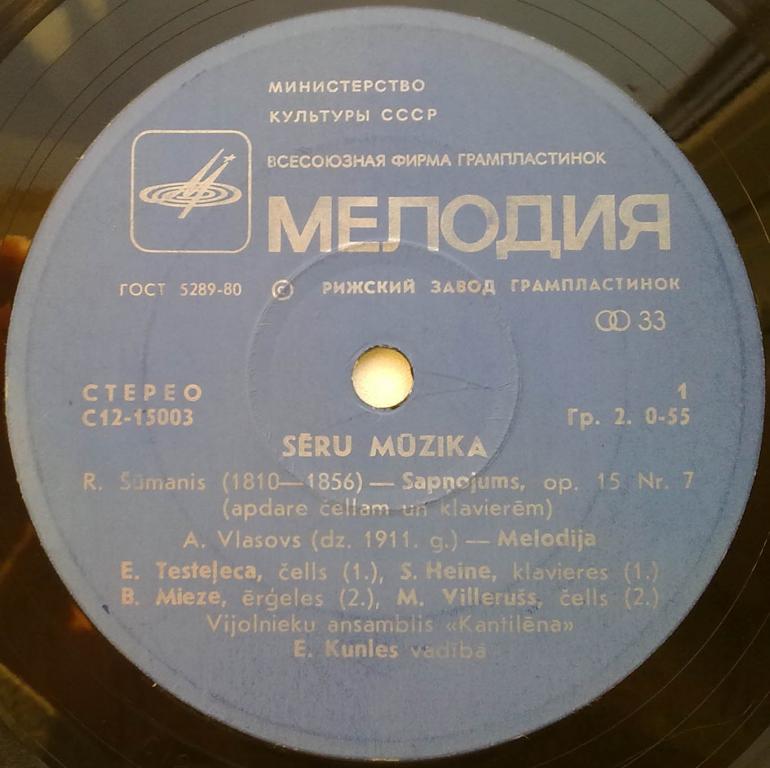 МИНИСТЕРСТВО
КУЛЬТУРЫ СССР
ВСЕСОЮЗНАЯ ФИРМА ГРАМПЛАСТИНОК
МЕЛОДИЯ
ГОСТ 5289-80 © РИЖСКИЙ ЗАВОД ГРАМПЛАСТИНОК
33
СТЕРЕО 1
С12-15003 Гр. 2. 0-55
SĒRU MŪZIKA
R. Šūmanis (1810—1856) — Sapņojums, op. 15 Nr. 7
(apdare čellam un klavierēm)
A. Vlasovs (dz. 1911. g.) — Melodija
E. Testeļeca, čells (1.), S. Heine, klavieres (1.)
B. Mieze, ērģeles (2.), M. Villerušs, čells (2.)
Vijolnieku ansamblis «Kantilēna»
E. Kunles vadībā